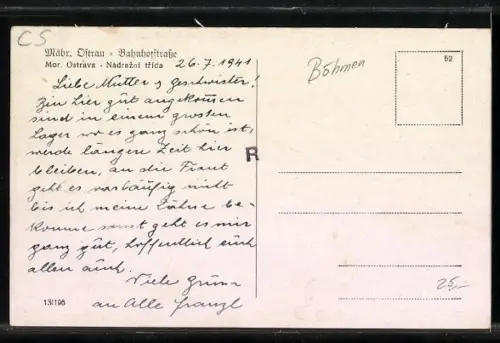 CS
Mähr. Ostrau - Bahnhofstraße
Mor. Ostrava - Nádražní třída
26.7.1941
Böhmen
52
Liebe Mutter u Geschwister!
Bin hier gut angekommen
sind in einem grossen
Lager wo es ganz schön ist,
werde längere Zeit hier
bleiben, an die Front
geht es vorläufig nicht
bis ich meine Zähne be-
komme sonst geht es mir
ganz gut, hoffentlich euch
allen auch.
Viele Grüsse
an Alle Franzl
R
25,-
13/196